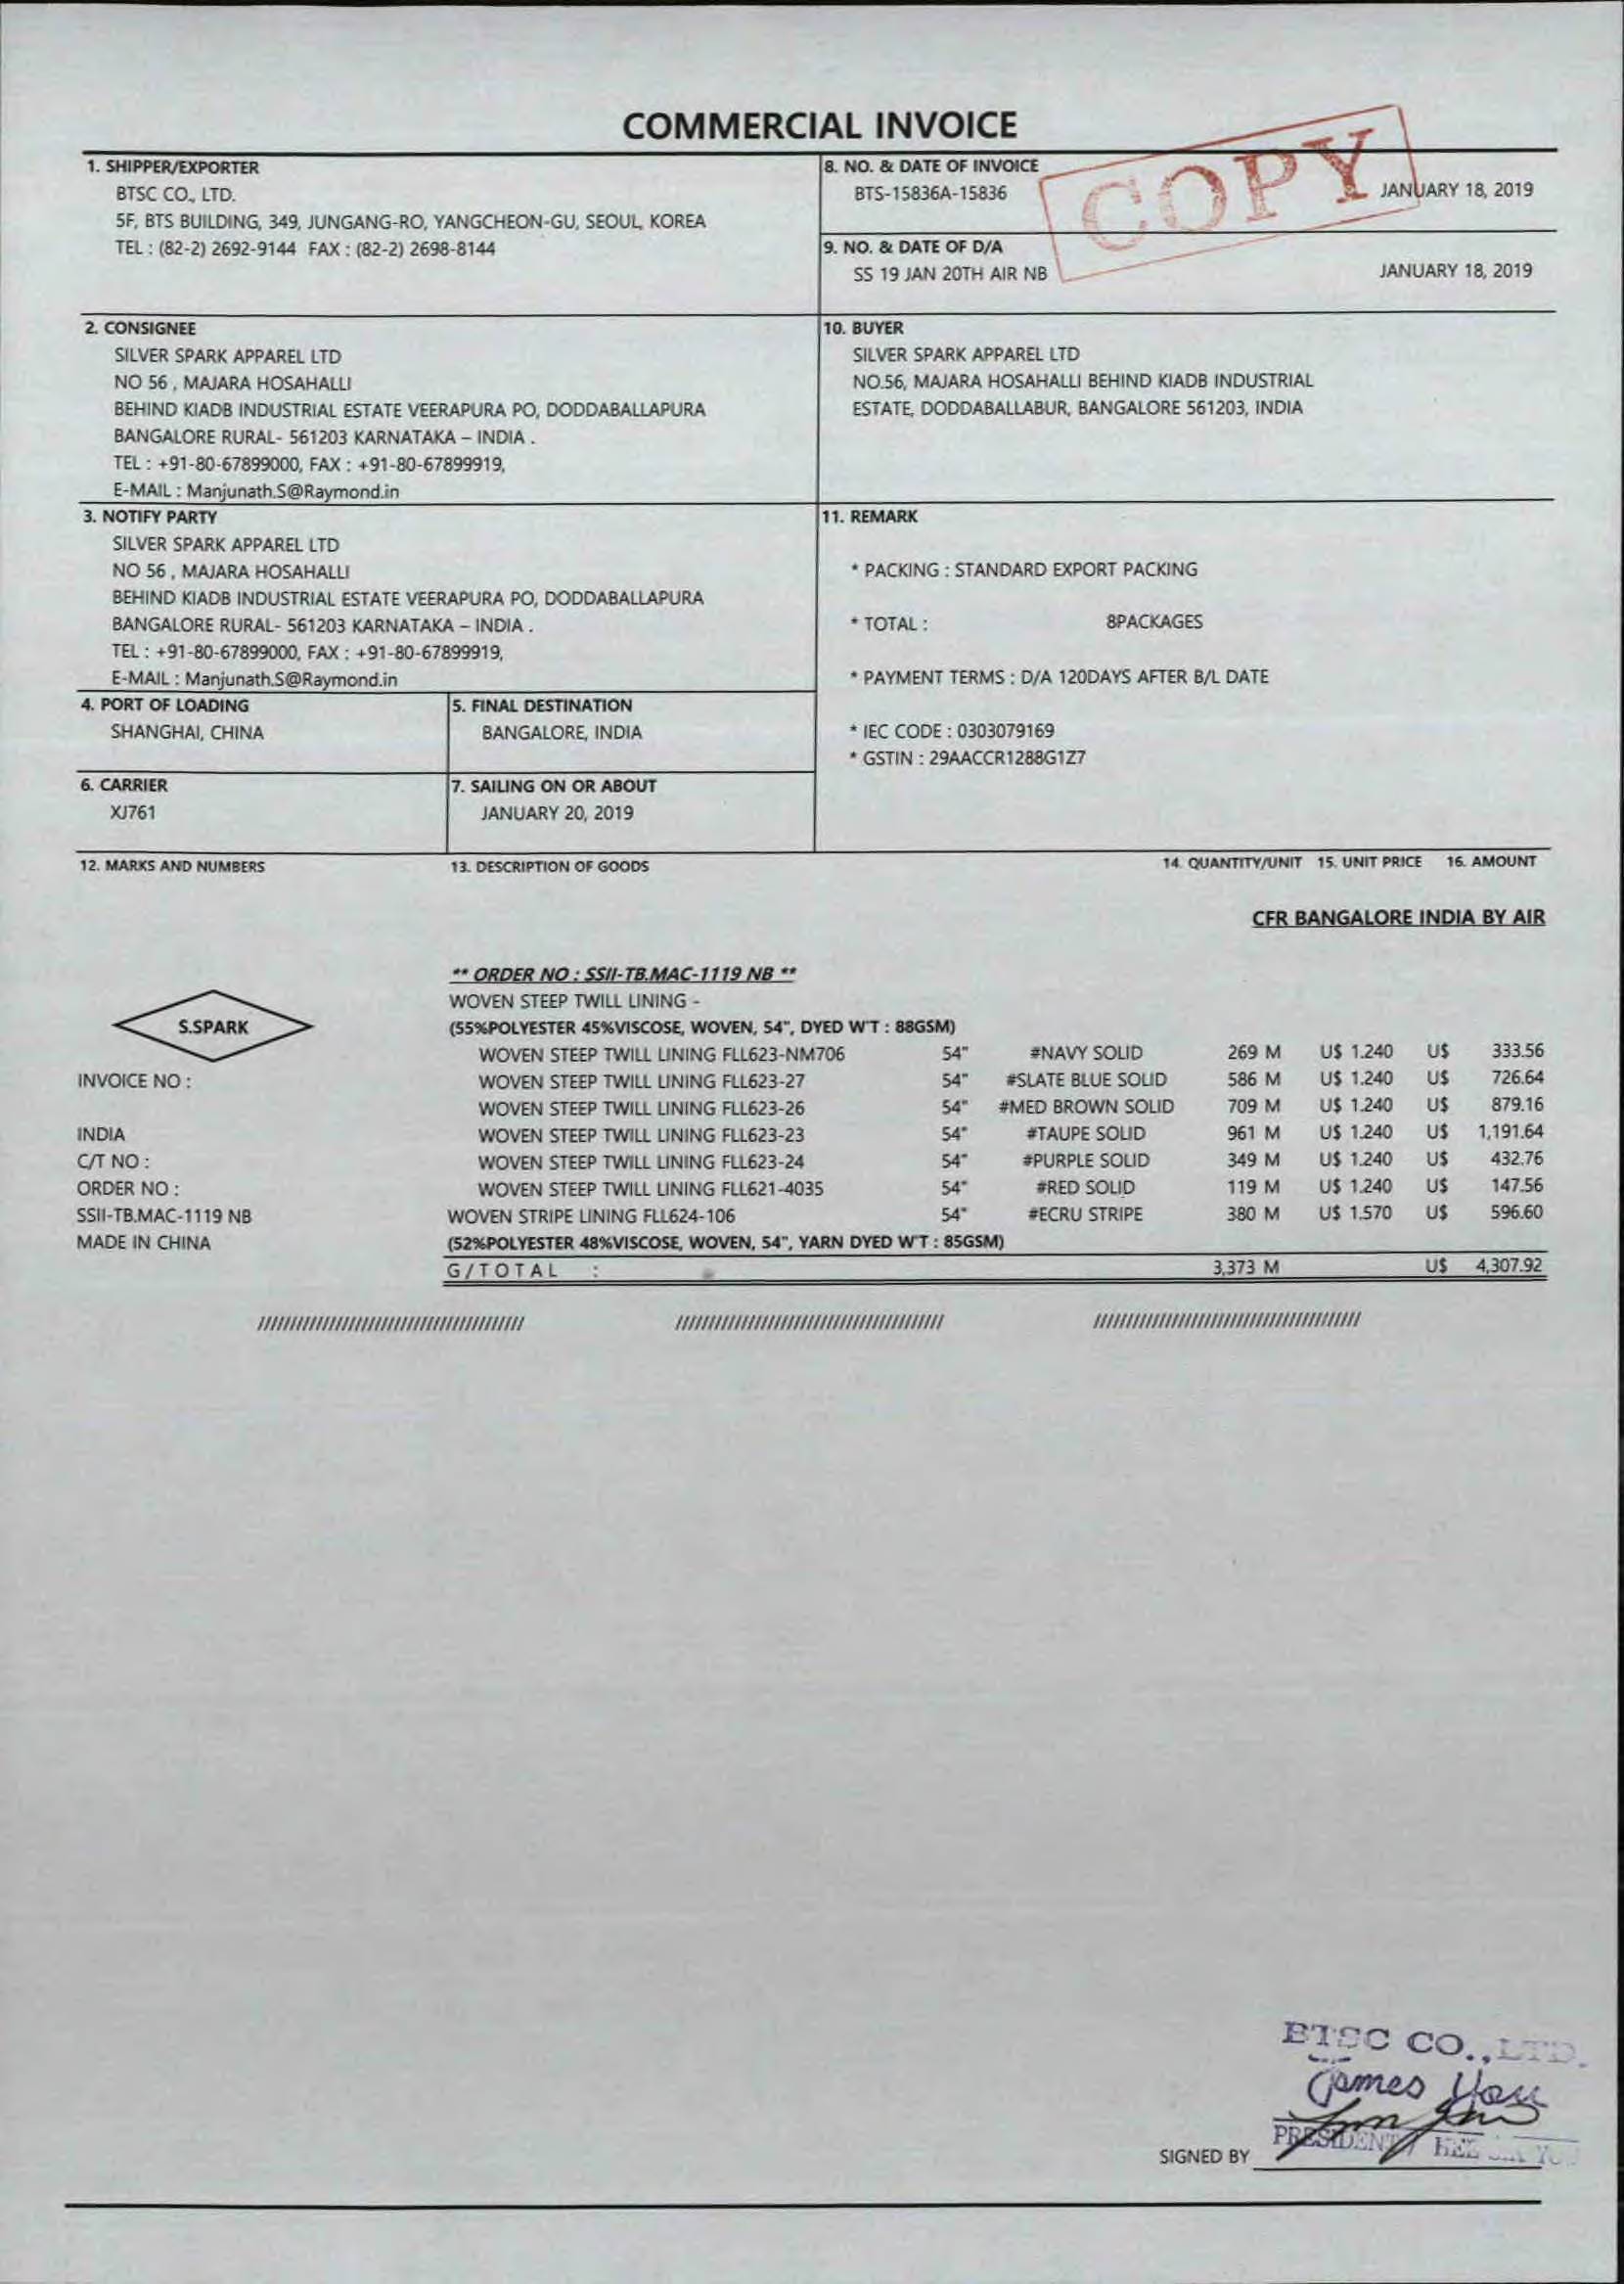 COMMERCIAL INVOICE
COPY
1. SHIPPER/EXPORTER
BTSC CO., LTD.
5F, BTS BUILDING, 349, JUNGANG-RO, YANGCHEON-GU, SEOUL, KOREA
TEL : (82-2) 2692-9144 FAX : (82-2) 2698-8144
8. NO. & DATE OF INVOICE
BTS-15836A-15836 JANUARY 18, 2019
9. NO. & DATE OF D/A
SS 19 JAN 20TH AIR NB JANUARY 18, 2019
2. CONSIGNEE
SILVER SPARK APPAREL LTD
NO 56 , MAJARA HOSAHALLI
BEHIND KIADB INDUSTRIAL ESTATE VEERAPURA PO, DODDABALLAPURA
BANGALORE RURAL- 561203 KARNATAKA – INDIA .
TEL : +91-80-67899000, FAX : +91-80-67899919,
E-MAIL : Manjunath.S@Raymond.in
10. BUYER
SILVER SPARK APPAREL LTD
NO.56, MAJARA HOSAHALLI BEHIND KIADB INDUSTRIAL
ESTATE, DODDABALLABUR, BANGALORE 561203, INDIA
3. NOTIFY PARTY
SILVER SPARK APPAREL LTD
NO 56 , MAJARA HOSAHALLI
BEHIND KIADB INDUSTRIAL ESTATE VEERAPURA PO, DODDABALLAPURA
BANGALORE RURAL- 561203 KARNATAKA – INDIA .
TEL : +91-80-67899000, FAX : +91-80-67899919,
E-MAIL : Manjunath.S@Raymond.in
11. REMARK
* PACKING : STANDARD EXPORT PACKING
* TOTAL : 8PACKAGES
* PAYMENT TERMS : D/A 120DAYS AFTER B/L DATE
* IEC CODE : 0303079169
* GSTIN : 29AACCR1288G1Z7
4. PORT OF LOADING
SHANGHAI, CHINA
5. FINAL DESTINATION
BANGALORE, INDIA
6. CARRIER
XJ761
7. SAILING ON OR ABOUT
JANUARY 20, 2019
12. MARKS AND NUMBERS 13. DESCRIPTION OF GOODS 14. QUANTITY/UNIT 15. UNIT PRICE 16. AMOUNT
CFR BANGALORE INDIA BY AIR
S.SPARK
INVOICE NO :
INDIA
C/T NO :
ORDER NO :
SSII-TB.MAC-1119 NB
MADE IN CHINA
** ORDER NO : SSII-TB.MAC-1119 NB **
WOVEN STEEP TWILL LINING -
(55%POLYESTER 45%VISCOSE, WOVEN, 54", DYED W'T : 88GSM)
WOVEN STEEP TWILL LINING FLL623-NM706 54" #NAVY SOLID 269 M U$ 1.240 U$ 333.56
WOVEN STEEP TWILL LINING FLL623-27 54" #SLATE BLUE SOLID 586 M U$ 1.240 U$ 726.64
WOVEN STEEP TWILL LINING FLL623-26 54" #MED BROWN SOLID 709 M U$ 1.240 U$ 879.16
WOVEN STEEP TWILL LINING FLL623-23 54" #TAUPE SOLID 961 M U$ 1.240 U$ 1,191.64
WOVEN STEEP TWILL LINING FLL623-24 54" #PURPLE SOLID 349 M U$ 1.240 U$ 432.76
WOVEN STEEP TWILL LINING FLL621-4035 54" #RED SOLID 119 M U$ 1.240 U$ 147.56
WOVEN STRIPE LINING FLL624-106 54" #ECRU STRIPE 380 M U$ 1.570 U$ 596.60
(52%POLYESTER 48%VISCOSE, WOVEN, 54", YARN DYED W'T : 85GSM)
G/TOTAL : 3,373 M U$ 4,307.92
BTSC CO., LTD.
James You
PRESIDENT
SIGNED BY